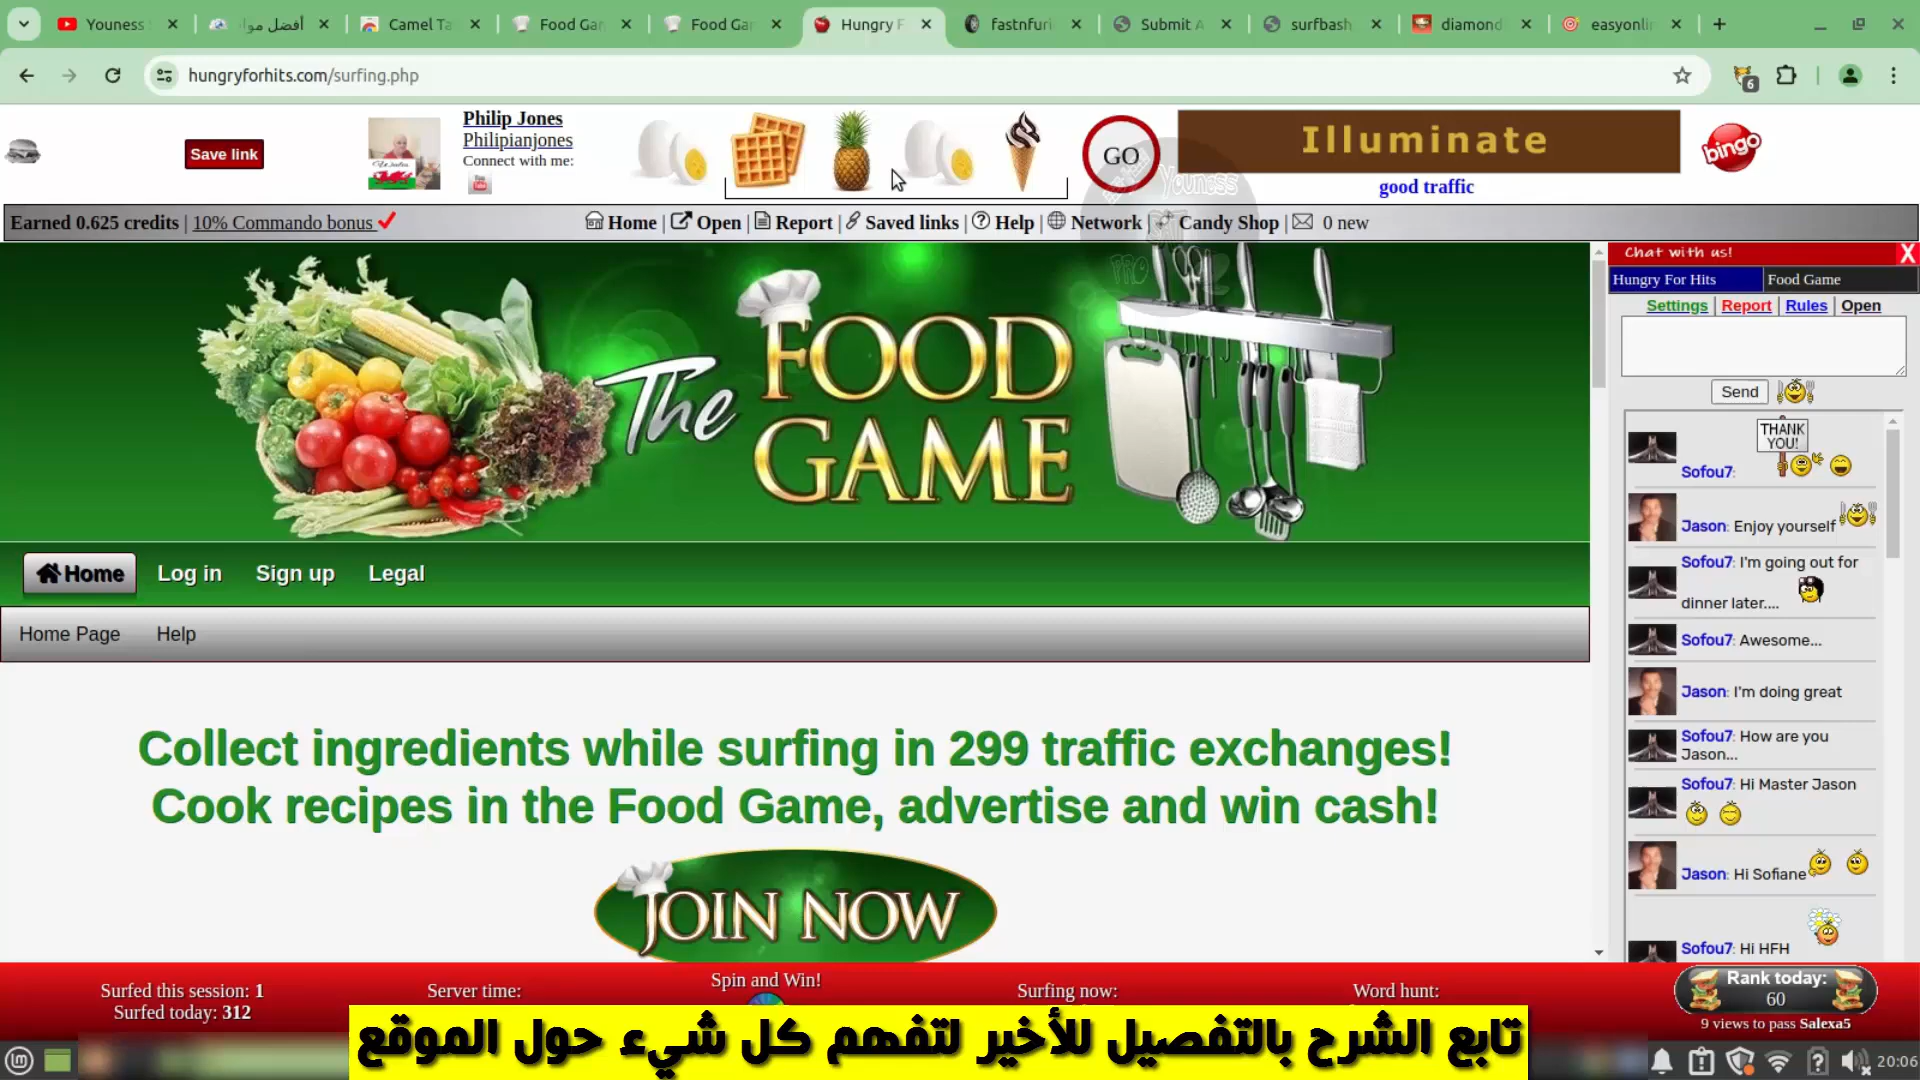 Youness
أفضل موا
Camel Ta
Food Gam
Food Gam
Hungry F
fastnfuri
Submit A
surfbash
diamond
easyonli
hungryforhits.com/surfing.php
6
Save link
Philip Jones
Philipianjones
Connect with me:
You Tube
GO
Illuminate
good traffic
bingo
Youness
Earned 0.625 credits | 10% Commando bonus
Home | Open | Report | Saved links | Help | Network | Candy Shop | 0 new
The FOOD GAME
Home
Log in
Sign up
Legal
Home Page
Help
Collect ingredients while surfing in 299 traffic exchanges!
Cook recipes in the Food Game, advertise and win cash!
JOIN NOW
Chat with us!
X
Hungry For Hits
Food Game
Settings | Report | Rules | Open
Send
THANK YOU!
Sofou7:
Jason: Enjoy yourself
Sofou7: I'm going out for
dinner later....
Sofou7: Awesome...
Jason: I'm doing great
Sofou7: How are you
Jason...
Sofou7: Hi Master Jason
Jason: Hi Sofiane
Sofou7: Hi HFH
Surfed this session: 1
Surfed today: 312
Server time:
Spin and Win!
Surfing now:
Word hunt:
Rank today:
60
9 views to pass Salexa5
تابع الشرح بالتفصيل للأخير لتفهم كل شيء حول الموقع
20:06